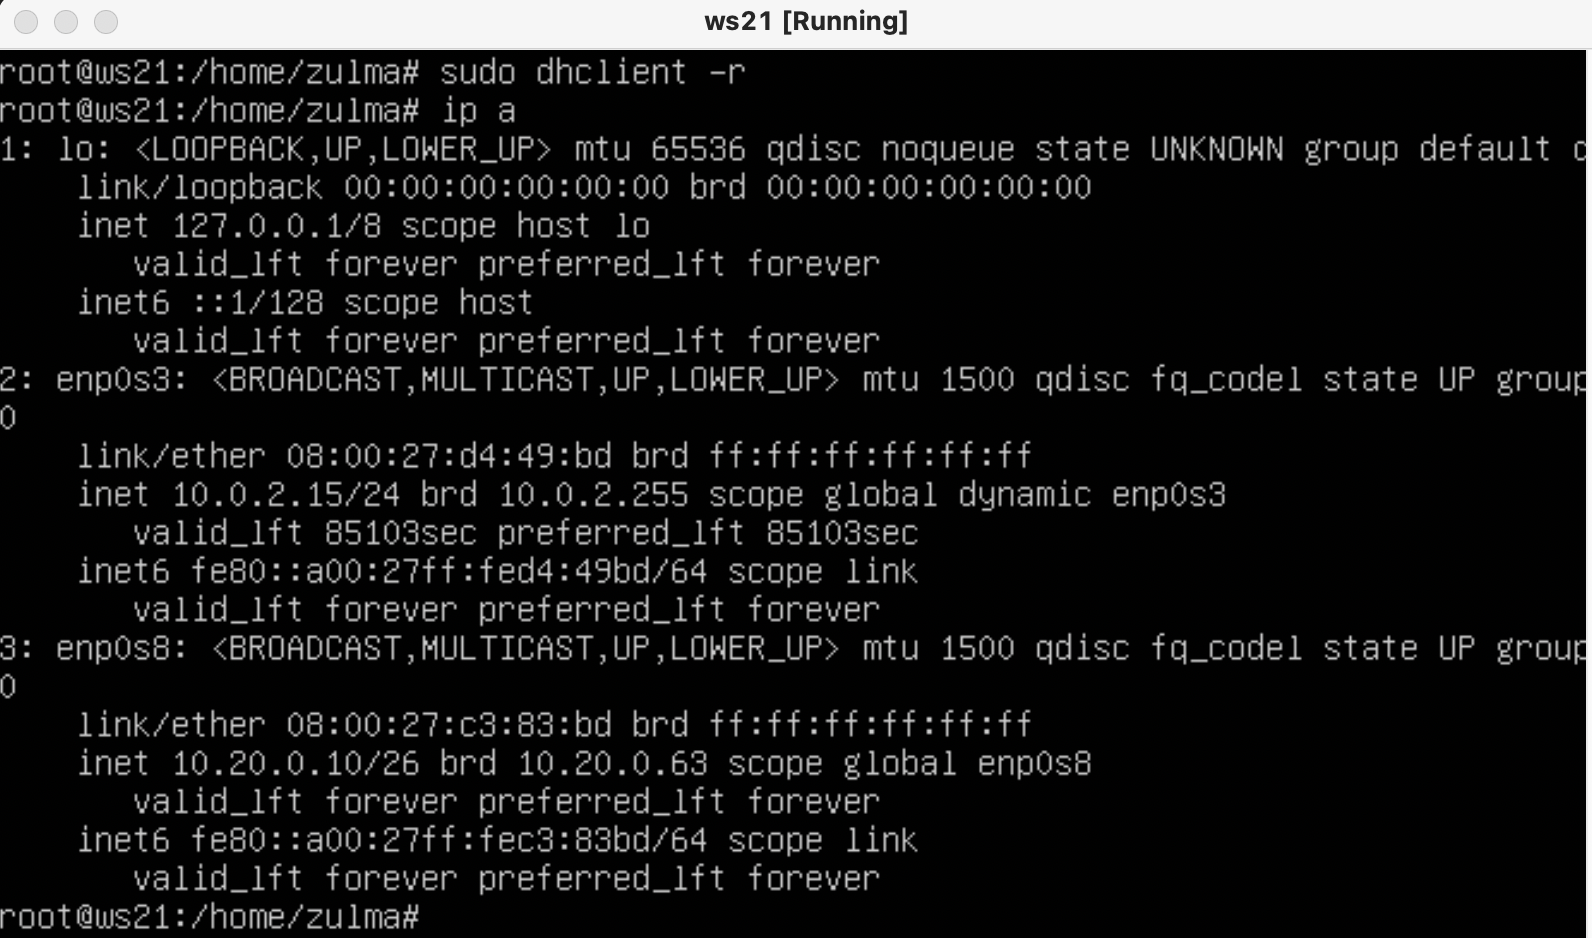 ws21 [Running]
root@ws21:/home/zulma# sudo dhclient -r
root@ws21:/home/zulma# ip a
1: lo: <LOOPBACK,UP,LOWER_UP> mtu 65536 qdisc noqueue state UNKNOWN group default
link/loopback 00:00:00:00:00:00 brd 00:00:00:00:00:00
inet 127.0.0.1/8 scope host lo
valid_lft forever preferred_lft forever
inet6 ::1/128 scope host
valid_lft forever preferred_lft forever
2: enp0s3: <BROADCAST,MULTICAST,UP,LOWER_UP> mtu 1500 qdisc fq_codel state UP group
0
link/ether 08:00:27:d4:49:bd brd ff:ff:ff:ff:ff:ff
inet 10.0.2.15/24 brd 10.0.2.255 scope global dynamic enp0s3
valid_lft 85103sec preferred_lft 85103sec
inet6 fe80::a00:27ff:fed4:49bd/64 scope link
valid_lft forever preferred_lft forever
3: enp0s8: <BROADCAST,MULTICAST,UP,LOWER_UP> mtu 1500 qdisc fq_codel state UP group
0
link/ether 08:00:27:c3:83:bd brd ff:ff:ff:ff:ff:ff
inet 10.20.0.10/26 brd 10.20.0.63 scope global enp0s8
valid_lft forever preferred_lft forever
inet6 fe80::a00:27ff:fec3:83bd/64 scope link
valid_lft forever preferred_lft forever
root@ws21:/home/zulma#